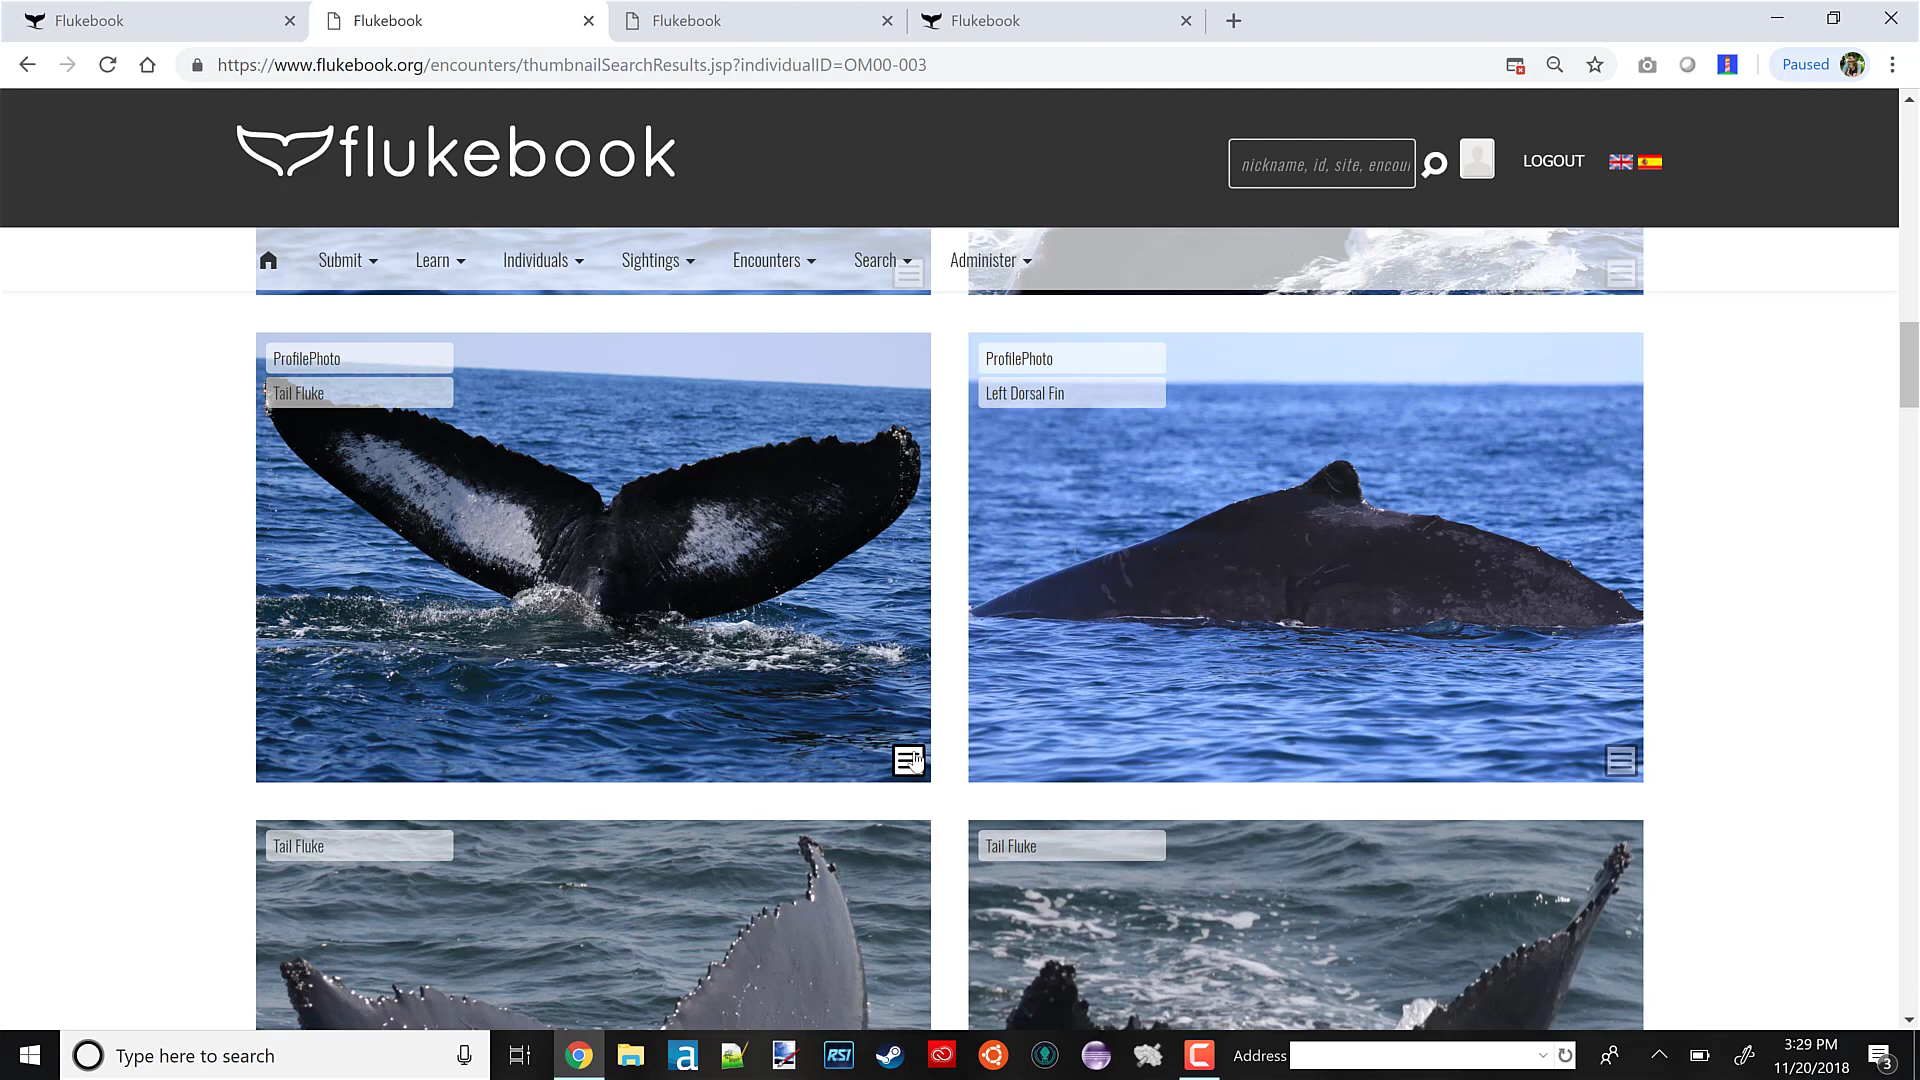 Flukebook
Flukebook
Flukebook
Flukebook
https://www.flukebook.org/encounters/thumbnailSearchResults.jsp?individualID=OM00-003
Paused
flukebook
nickname, id, site, encou
LOGOUT
Submit
Learn
Individuals
Sightings
Encounters
Search
Administer
ProfilePhoto
Tail Fluke
ProfilePhoto
Left Dorsal Fin
Tail Fluke
Tail Fluke
Type here to search
a
RSI
Address
3:29 PM
11/20/2018
3